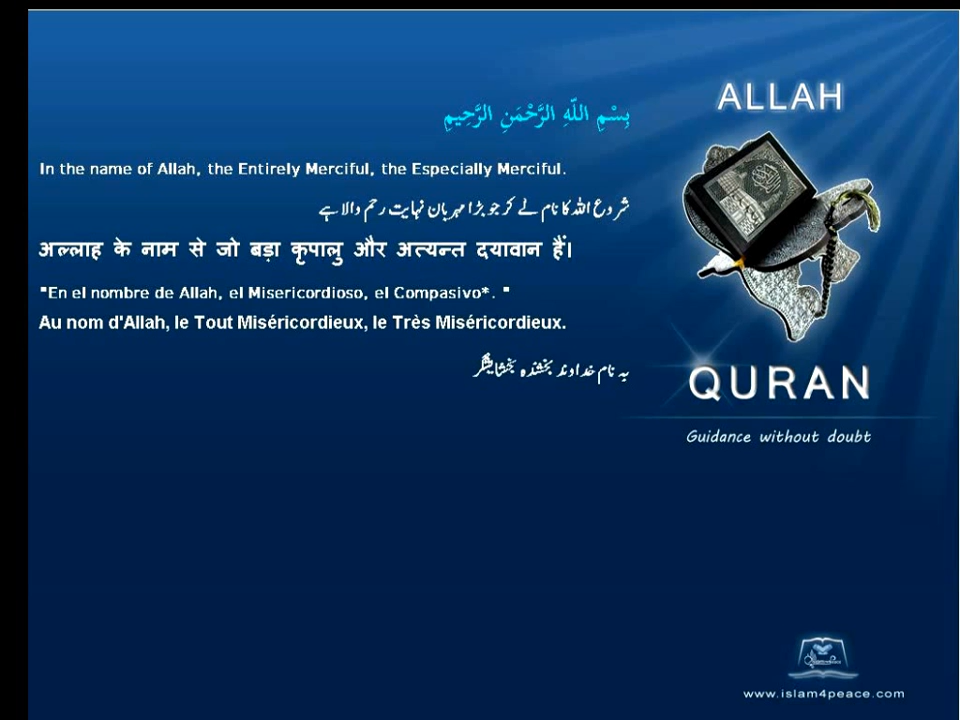 بِسْمِ اللّهِ الرَّحْمَنِ الرَّحِيمِ
In the name of Allah, the Entirely Merciful, the Especially Merciful.
شروع الله کا نام لے کر جو بڑا مہربان نہایت رحم والا ہے
अल्लाह के नाम से जो बड़ा कृपालु और अत्यन्त दयावान हैं।
"En el nombre de Allah, el Misericordioso, el Compasivo*. "
Au nom d'Allah, le Tout Miséricordieux, le Très Miséricordieux.
به نام خداوند بخشنده بخشایشگر
ALLAH
QURAN
Guidance without doubt
www.islam4peace.com